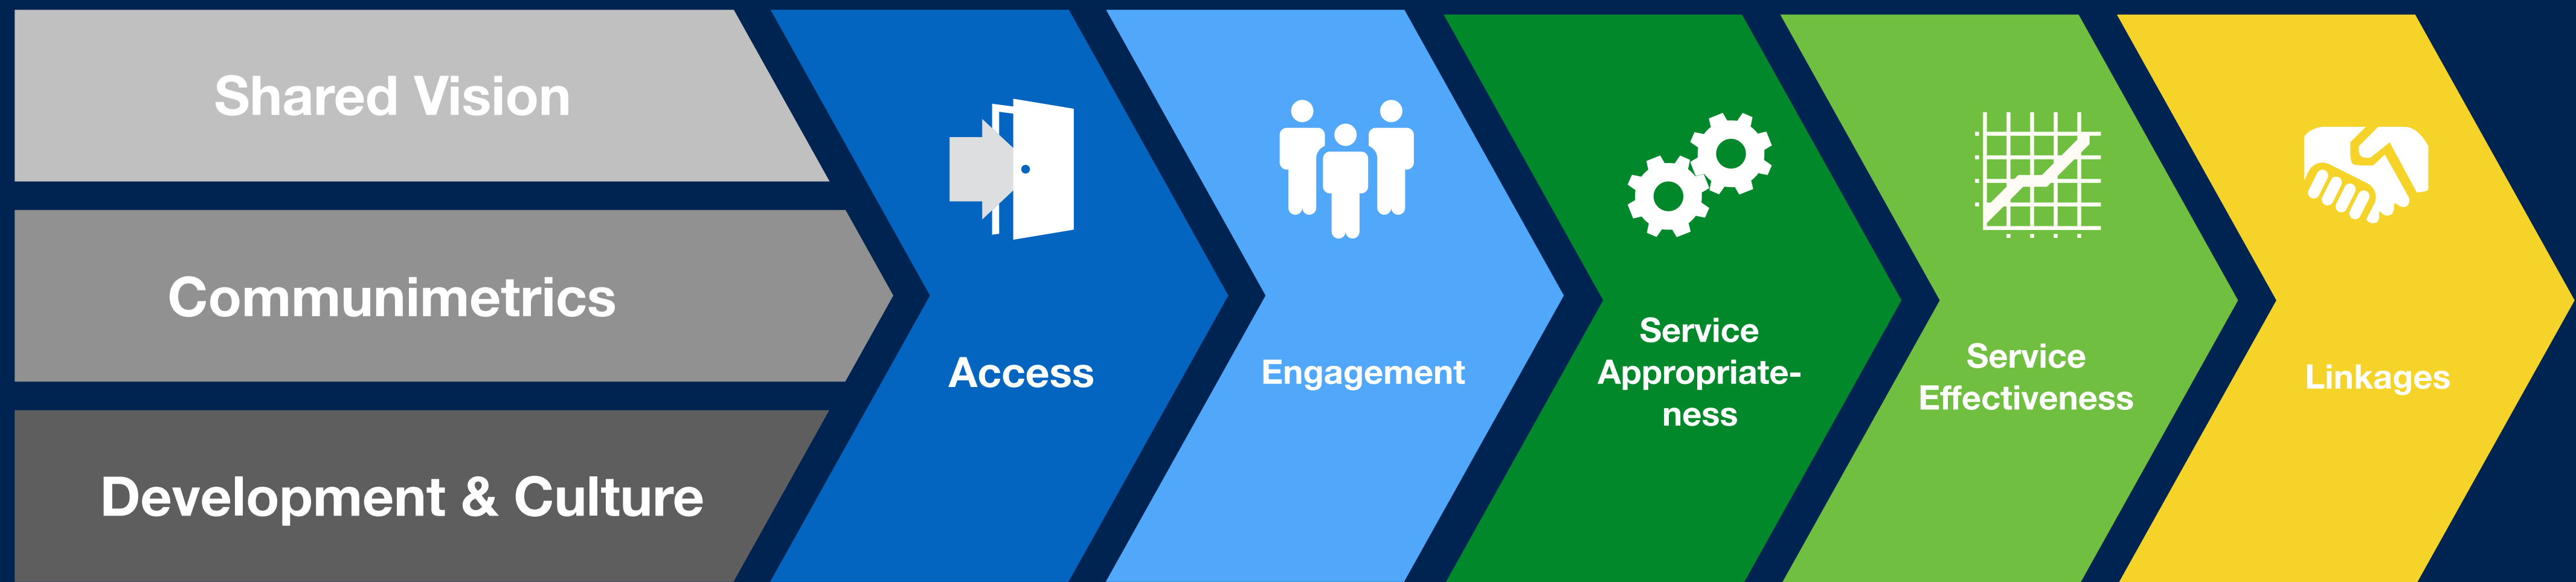 Shared Vision
Communimetrics
Development & Culture
Access
Engagement
Service
Appropriate-
ness
Service
Effectiveness
Linkages